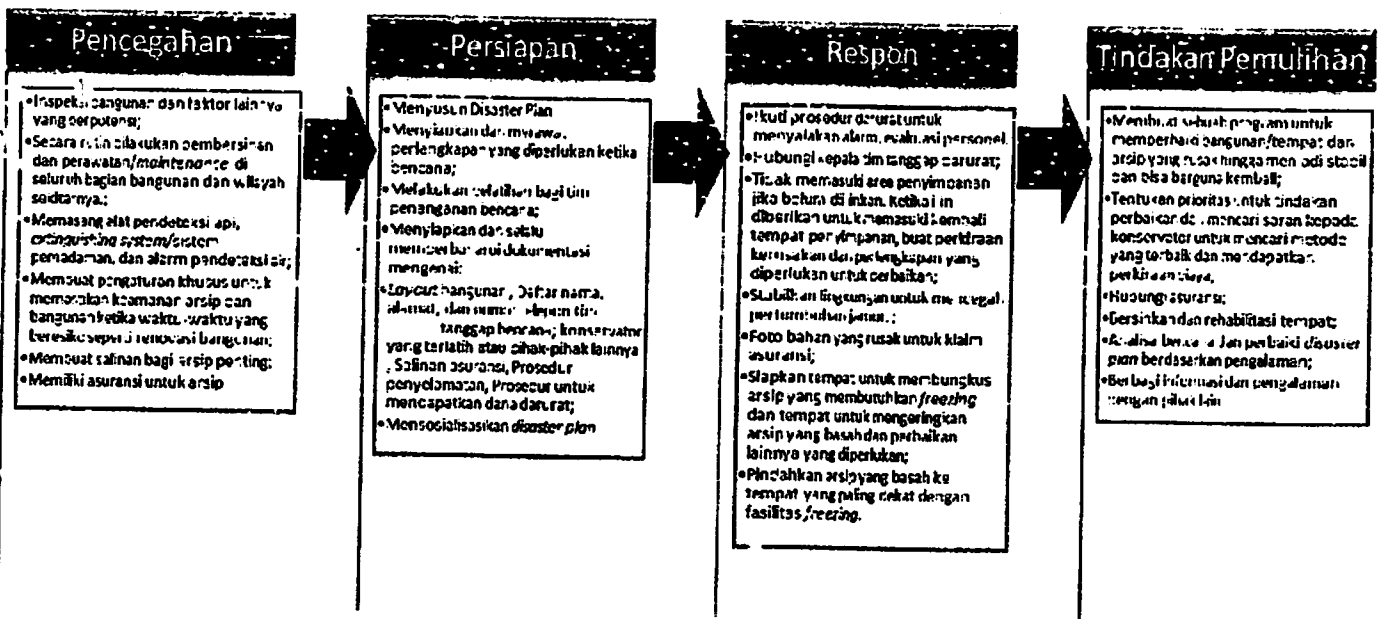 Pencegahan
•Inspeksi bangunan dan faktor lainnya
yang berpotensi;
•Secara rutin dilakukan pembersihan
dan perawatan/maintenance di
seluruh bagian bangunan dan wilayah
sekitarnya.;
•Memasang alat pendeteksi api,
extinguishing system/sistem
pemadaman, dan alarm pendeteksi air;
•Membuat pengaturan khusus untuk
memastikan keamanan arsip dan
bangunan ketika waktu-waktu yang
beresiko seperti renovasi bangunan;
•Membuat salinan bagi arsip penting;
•Memiliki asuransi untuk arsip
Persiapan
•Menyusun Disaster Plan
•Menyiapkan dan
perlengkapan yang diperlukan ketika
bencana;
•Melakukan pelatihan bagi tim
penanganan bencana;
•Menyiapkan dan selalu
memperbarui dokumentasi
mengenai:
•Layout bangunan , Daftar nama,
alamat, dan nomor telepon tim
tanggap bencana; konservator
yang terlatih atau pihak-pihak lainnya
, Salinan asuransi, Prosedur
penyelamatan, Prosedur untuk
mendapatkan dana darurat;
•Mensosialisasikan disaster plan
Respon
•Ikuti prosedur darurat untuk
menyalakan alarm, evakuasi personel.
•Hubungi kepala tim tanggap darurat;
•Tidak memasuki area penyimpanan
jika belum diijinkan. Ketika ijin
diberikan untuk memasuki kembali
tempat penyimpanan, buat perkiraan
kerusakan dan perlengkapan yang
diperlukan untuk perbaikan;
•Stabilkan lingkungan untuk mencegah
pertumbuhan jamur.;
•Foto bahan yang rusak untuk klaim
asuransi;
•Siapkan tempat untuk membungkus
arsip yang membutuhkan freezing
dan tempat untuk mengeringkan
arsip yang basah dan perbaikan
lainnya yang diperlukan;
•Pindahkan arsip yang basah ke
tempat yang paling dekat dengan
fasilitas freezing.
Tindakan Pemulihan
•Membuat sebuah program untuk
memperbaiki bangunan/tempat dan
arsip yang rusak hingga menjadi stabil
dan bisa berguna kembali;
•Tentukan prioritas untuk tindakan
perbaikan dan mencari saran kepada
konservator untuk mencari metode
yang terbaik dan mendapatkan
perkiraan biaya.
•Hubungi asuransi;
•Bersihkan dan rehabilitasi tempat;
•Analisa bencana dan perbaiki disaster
plan berdasarkan pengalaman;
•Berbagi informasi dan pengalaman
dengan pihak lain